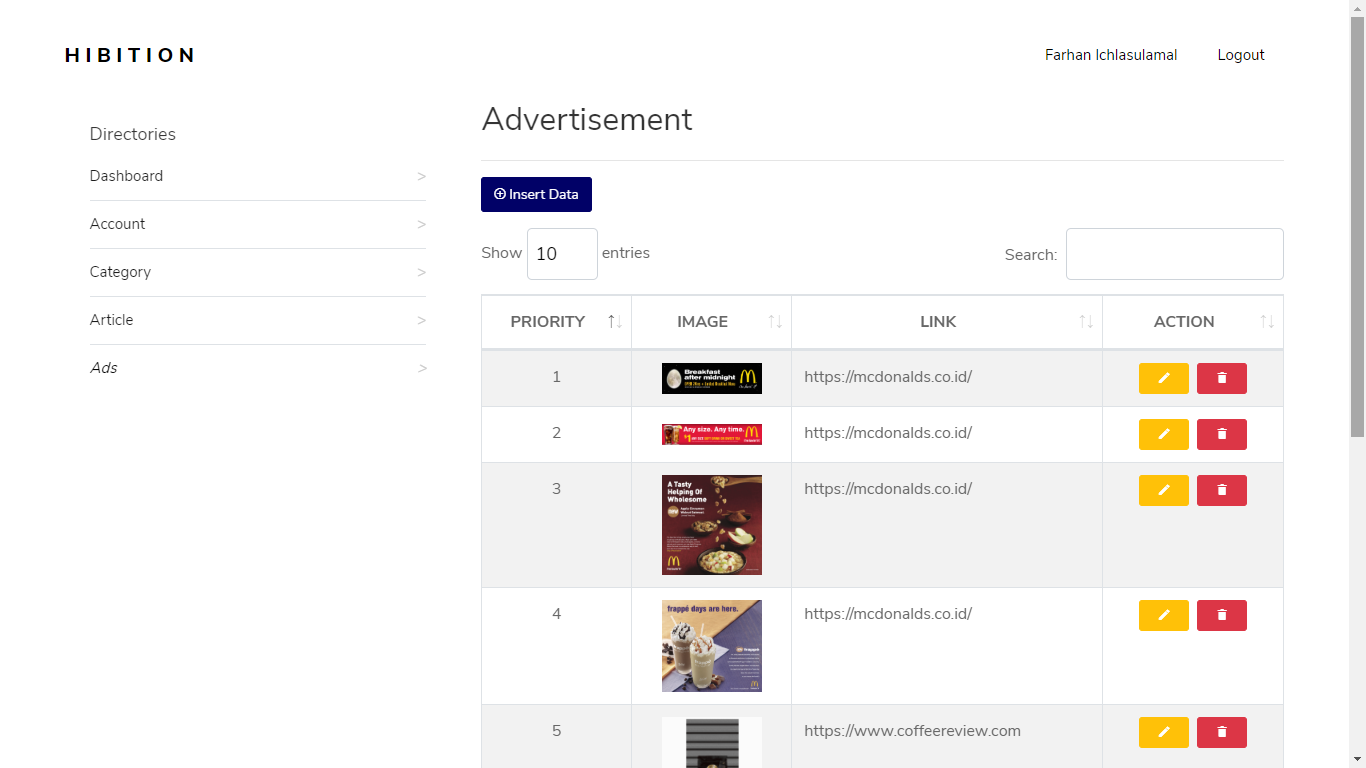 HIBITION
Farhan Ichlasulamal Logout
Directories
Dashboard >
Account >
Category >
Article >
Ads >
Advertisement
Insert Data
Show 10 entries
Search:
PRIORITY IMAGE LINK ACTION
1 https://mcdonalds.co.id/
Breakfast
after midnight
2 https://mcdonalds.co.id/
Any size. Any time.
3 https://mcdonalds.co.id/
A Tasty
Helping Of
Wholesome
4 https://mcdonalds.co.id/
frappé days are here.
5 https://www.coffeereview.com